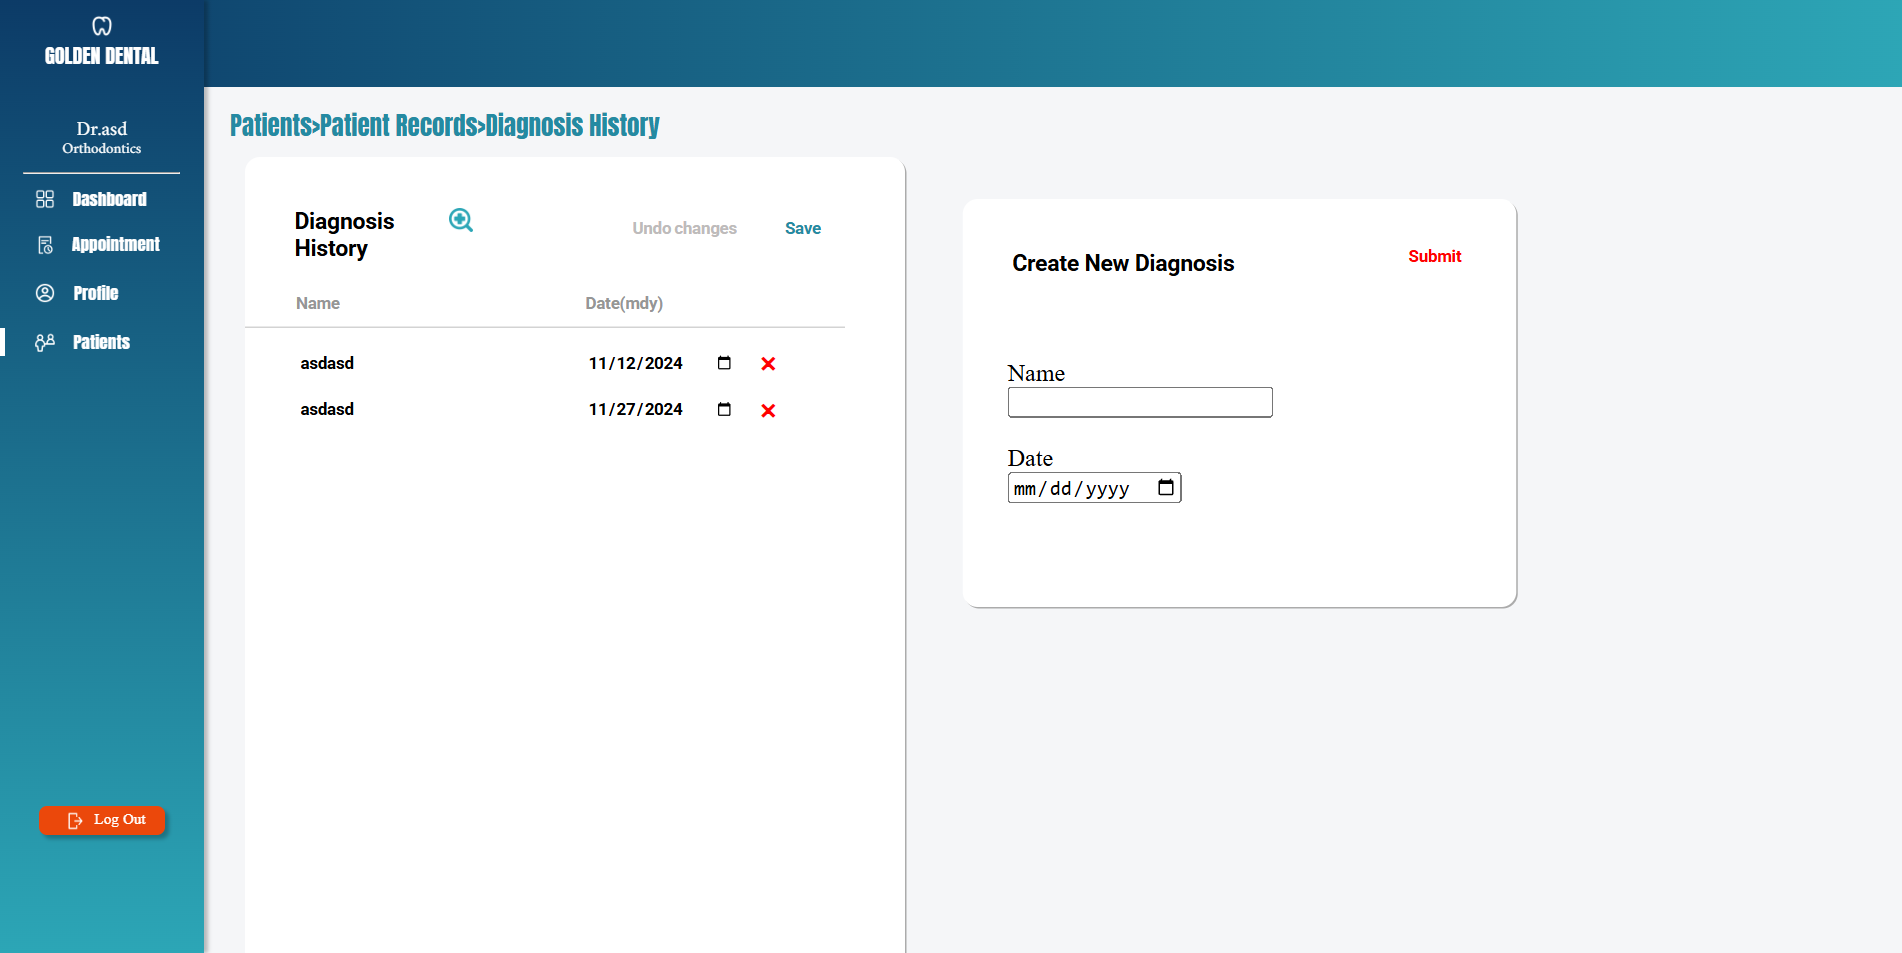 GOLDEN DENTAL
Dr.asd
Orthodontics
Dashboard
Appointment
Profile
Patients
Log Out
Patients>Patient Records>Diagnosis History
Diagnosis
History
Undo changes
Save
Name
Date(mdy)
asdasd
11/12/2024
asdasd
11/27/2024
Create New Diagnosis
Submit
Name
Date
mm/dd/yyyy